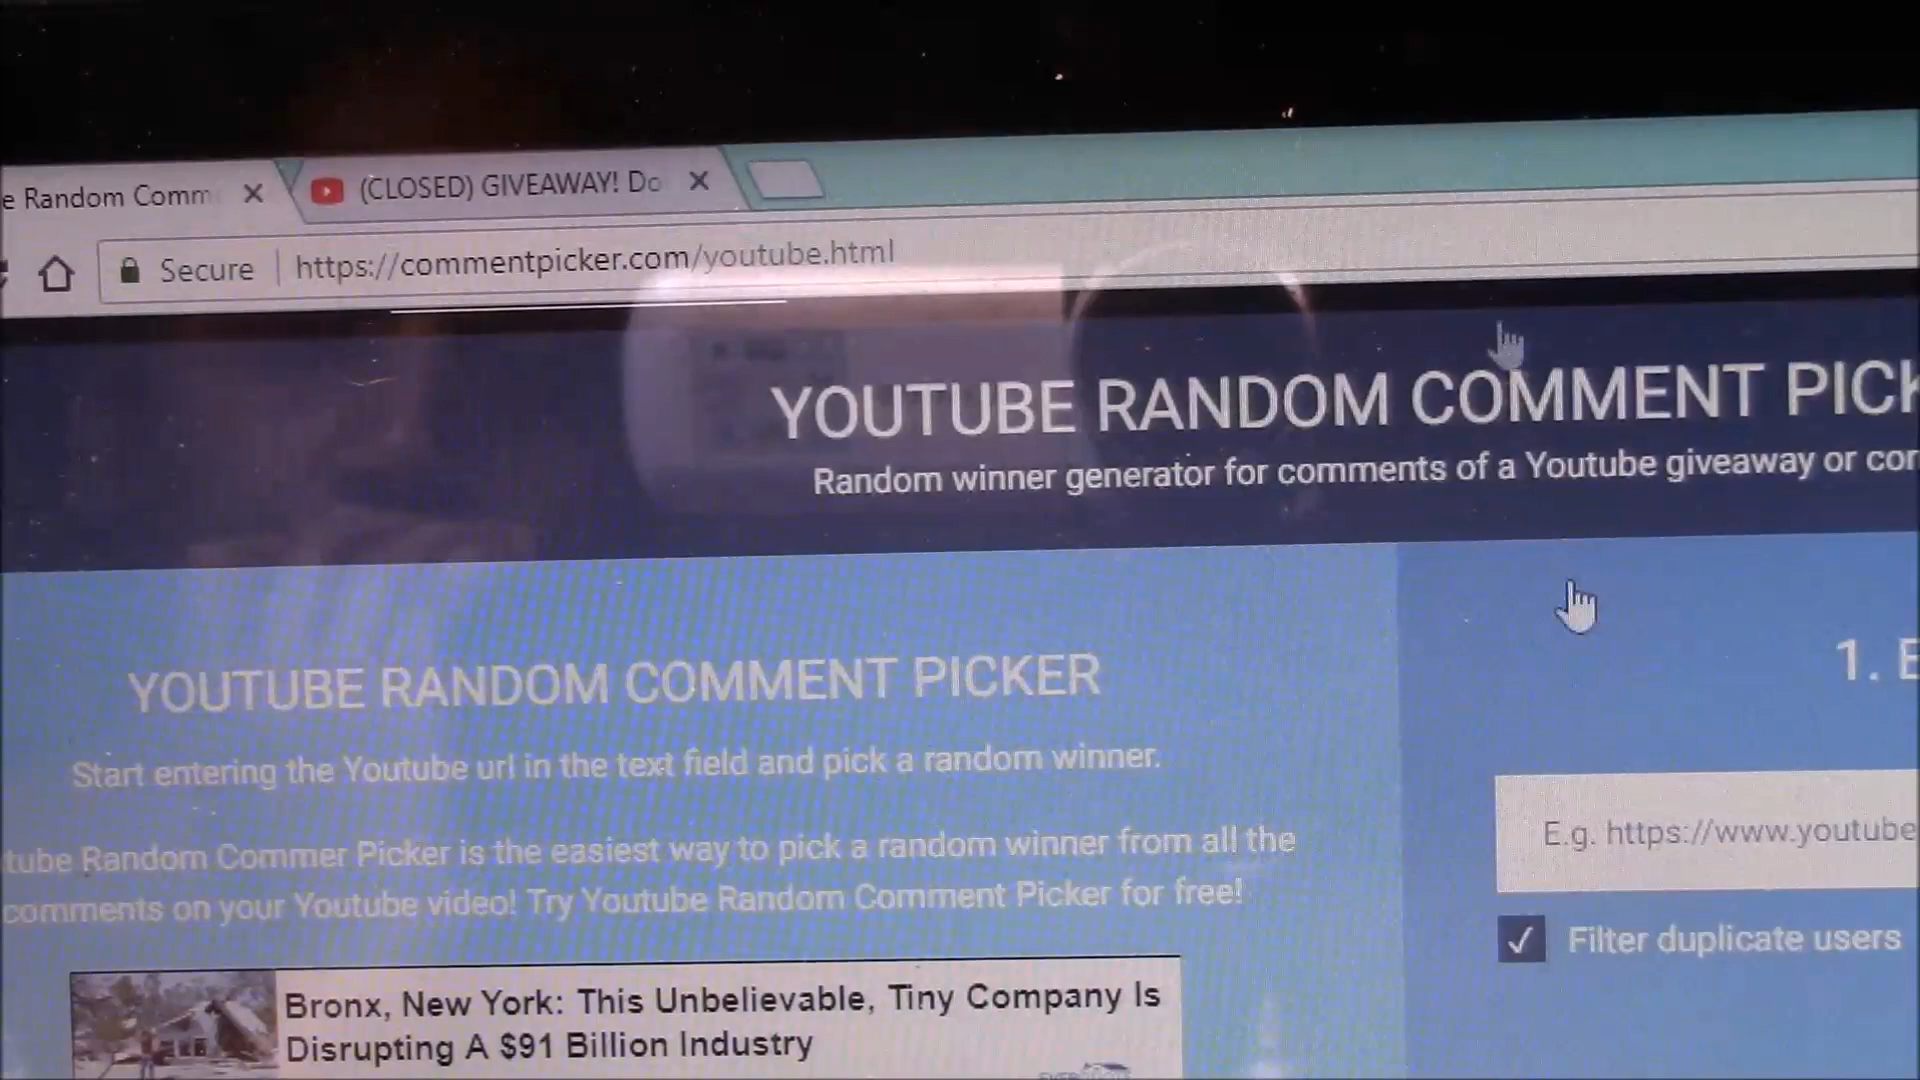 e Random Comm
(CLOSED) GIVEAWAY! Do
Secure
https://commentpicker.com/youtube.html
YOUTUBE RANDOM COMMENT PICK
Random winner generator for comments of a Youtube giveaway or con
YOUTUBE RANDOM COMMENT PICKER
Start entering the Youtube url in the text field and pick a random winner.
tube Random Commer Picker is the easiest way to pick a random winner from all the
comments on your Youtube video! Try Youtube Random Comment Picker for free!
1. E
E.g. https://www.youtube
Filter duplicate users
Bronx, New York: This Unbelievable, Tiny Company Is
Disrupting A $91 Billion Industry